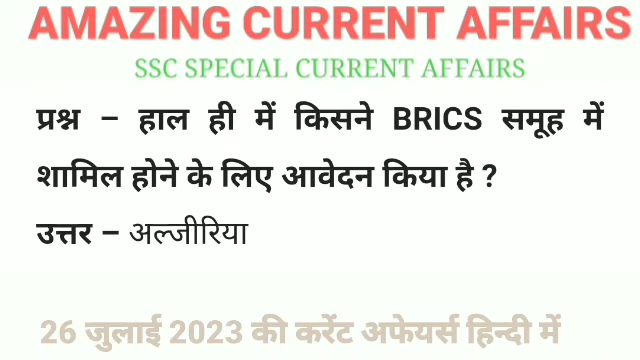 AMAZING CURRENT AFFAIRS
SSC SPECIAL CURRENT AFFAIRS
प्रश्न – हाल ही में किसने BRICS समूह में
शामिल होने के लिए आवेदन किया है ?
उत्तर – अल्जीरिया
26 जुलाई 2023 की करेंट अफेयर्स हिन्दी में